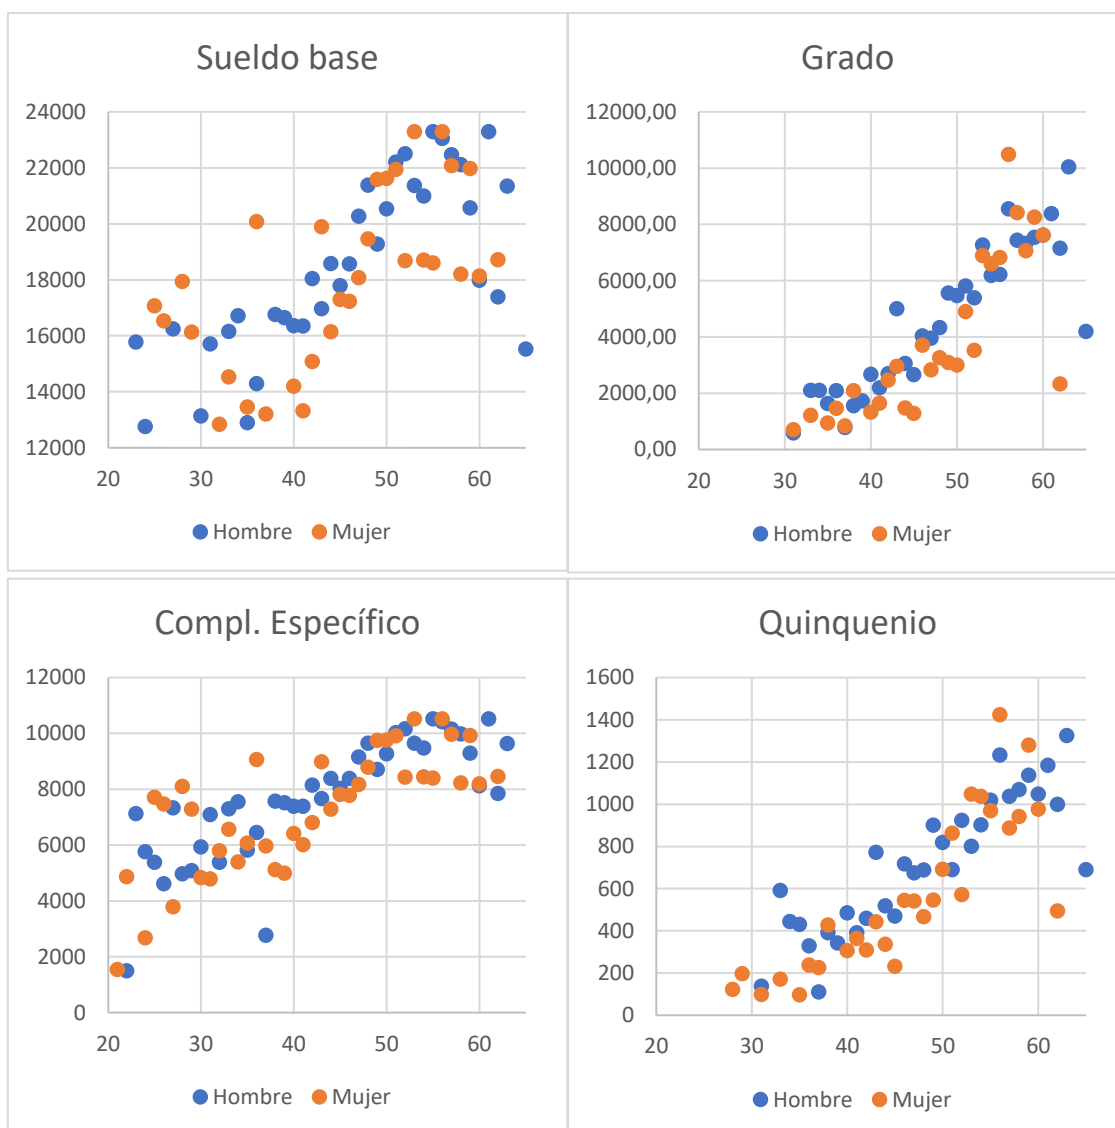 Sueldo base
24000
22000
20000
18000
16000
14000
12000
20 30 40 50 60
Hombre Mujer
Grado
12000,00
10000,00
8000,00
6000,00
4000,00
2000,00
0,00
20 30 40 50 60
Hombre Mujer
Compl. Específico
12000
10000
8000
6000
4000
2000
0
20 30 40 50 60
Hombre Mujer
Quinquenio
1600
1400
1200
1000
800
600
400
200
0
20 30 40 50 60
Hombre Mujer